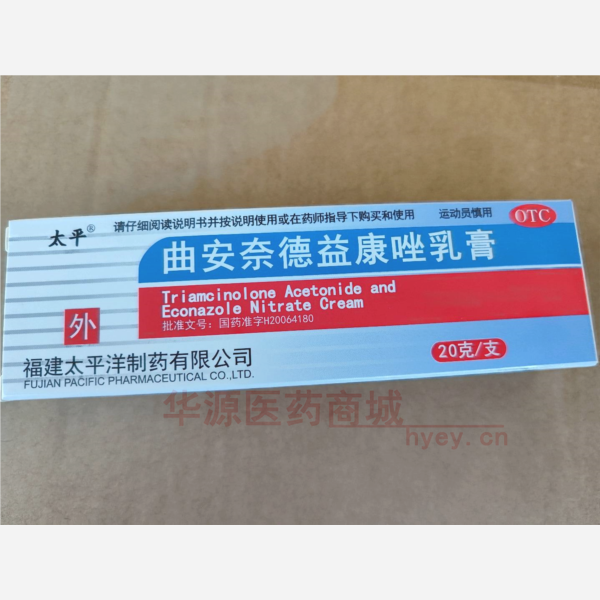 太平®
请仔细阅读说明书并按说明使用或在药师指导下购买和使用
运动员慎用
OTC
曲安奈德益康唑乳膏
Triamcinolone Acetonide and
Econazole Nitrate Cream
批准文号：国药准字H20064180
外
20克/支
福建太平洋制药有限公司
FUJIAN PACIFIC PHARMACEUTICAL CO.,LTD.
华源医药商城
hyey.cn